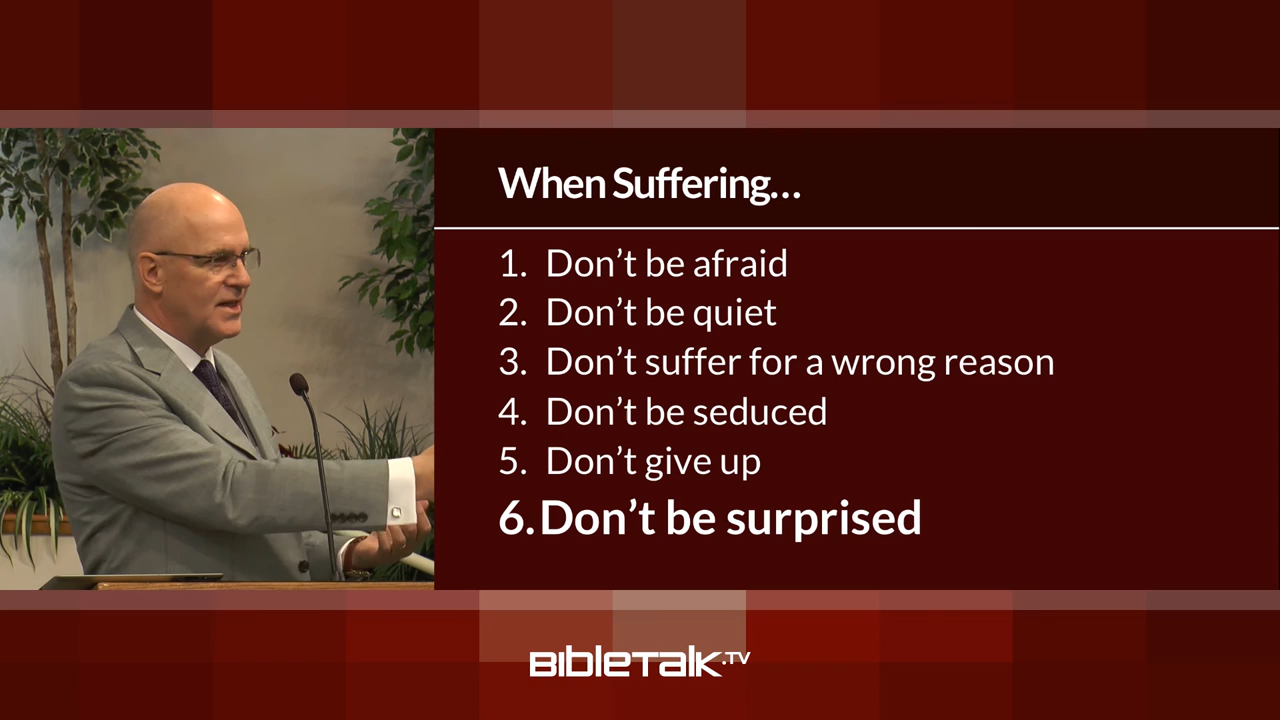 When Suffering...
1. Don't be afraid
2. Don't be quiet
3. Don't suffer for a wrong reason
4. Don't be seduced
5. Don't give up
6. Don't be surprised
BIBLETALK.TV